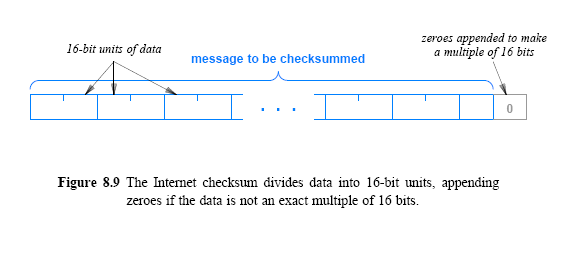 zeroes appended to make
a multiple of 16 bits
16-bit units of data
message to be checksummed
. . .
0
Figure 8.9 The Internet checksum divides data into 16-bit units, appending
zeroes if the data is not an exact multiple of 16 bits.